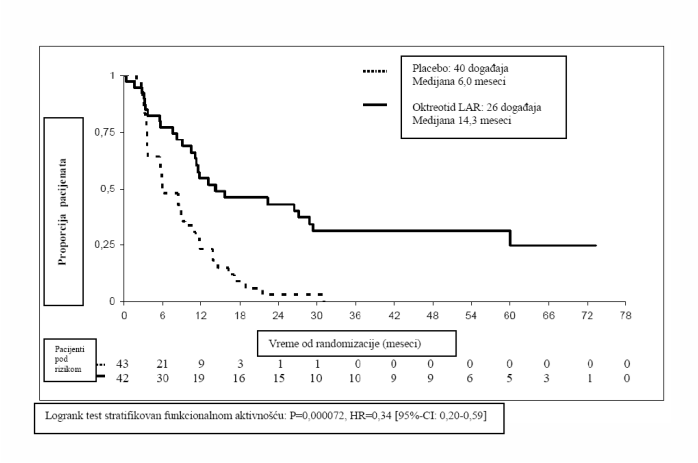 Placebo: 40 događaja
Medijana 6,0 meseci
Oktreotid LAR: 26 događaja
Medijana 14,3 meseci
Proporcija pacijenata
1
0,75
0,5
0,25
0
0 6 12 18 24 30 36 42 48 54 60 66 72 78
Vreme od randomizacije (meseci)
Pacijenti
pod
rizikom
43 21 9 3 1 1 0 0 0 0 0 0 0 0
42 30 19 16 15 10 10 9 9 6 5 3 1 0
Logrank test stratifikovan funkcionalnom aktivnošću: P=0,000072, HR=0,34 [95%-CI: 0,20-0,59]